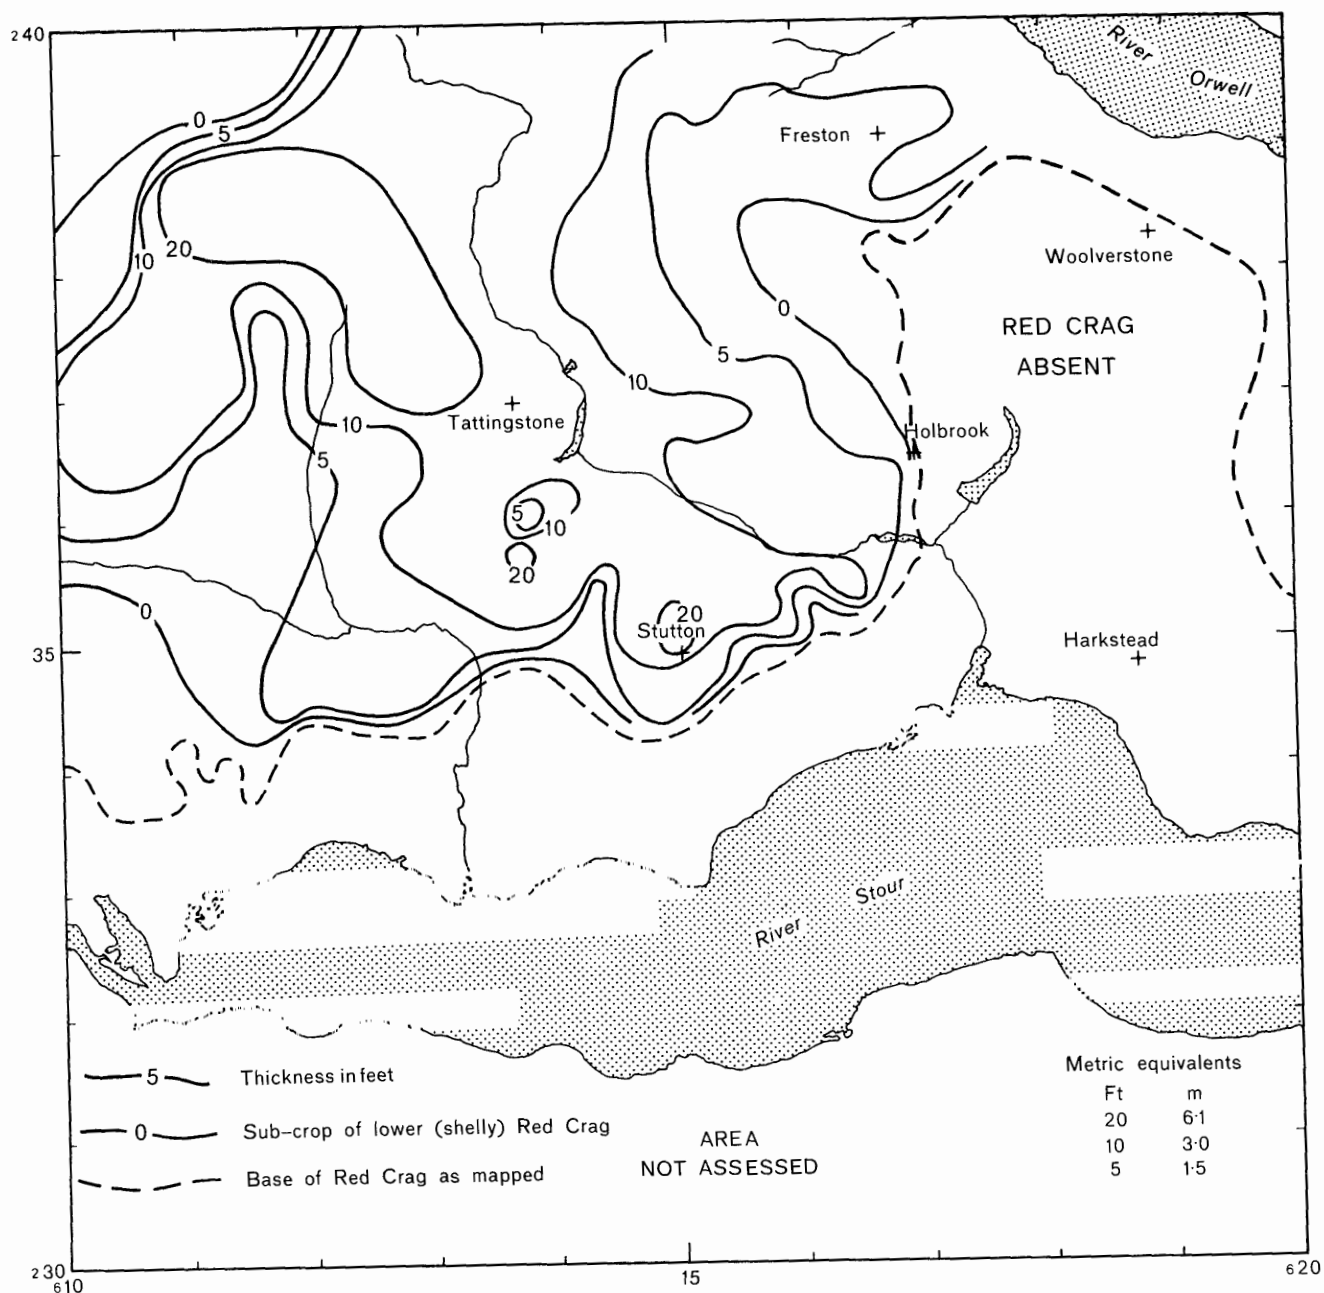 240
River
Orwell
0
5
Freston
10
20
Woolverstone
0
RED CRAG
ABSENT
5
10
Tattingstone
10
Holbrook
5
5
10
20
0
20
Stutton
35
Harkstead
River Stour
5 Thickness in feet
0 Sub-crop of lower (shelly) Red Crag
Base of Red Crag as mapped
AREA
NOT ASSESSED
Metric equivalents
Ft m
20 6·1
10 3·0
5 1·5
230
610
15
620